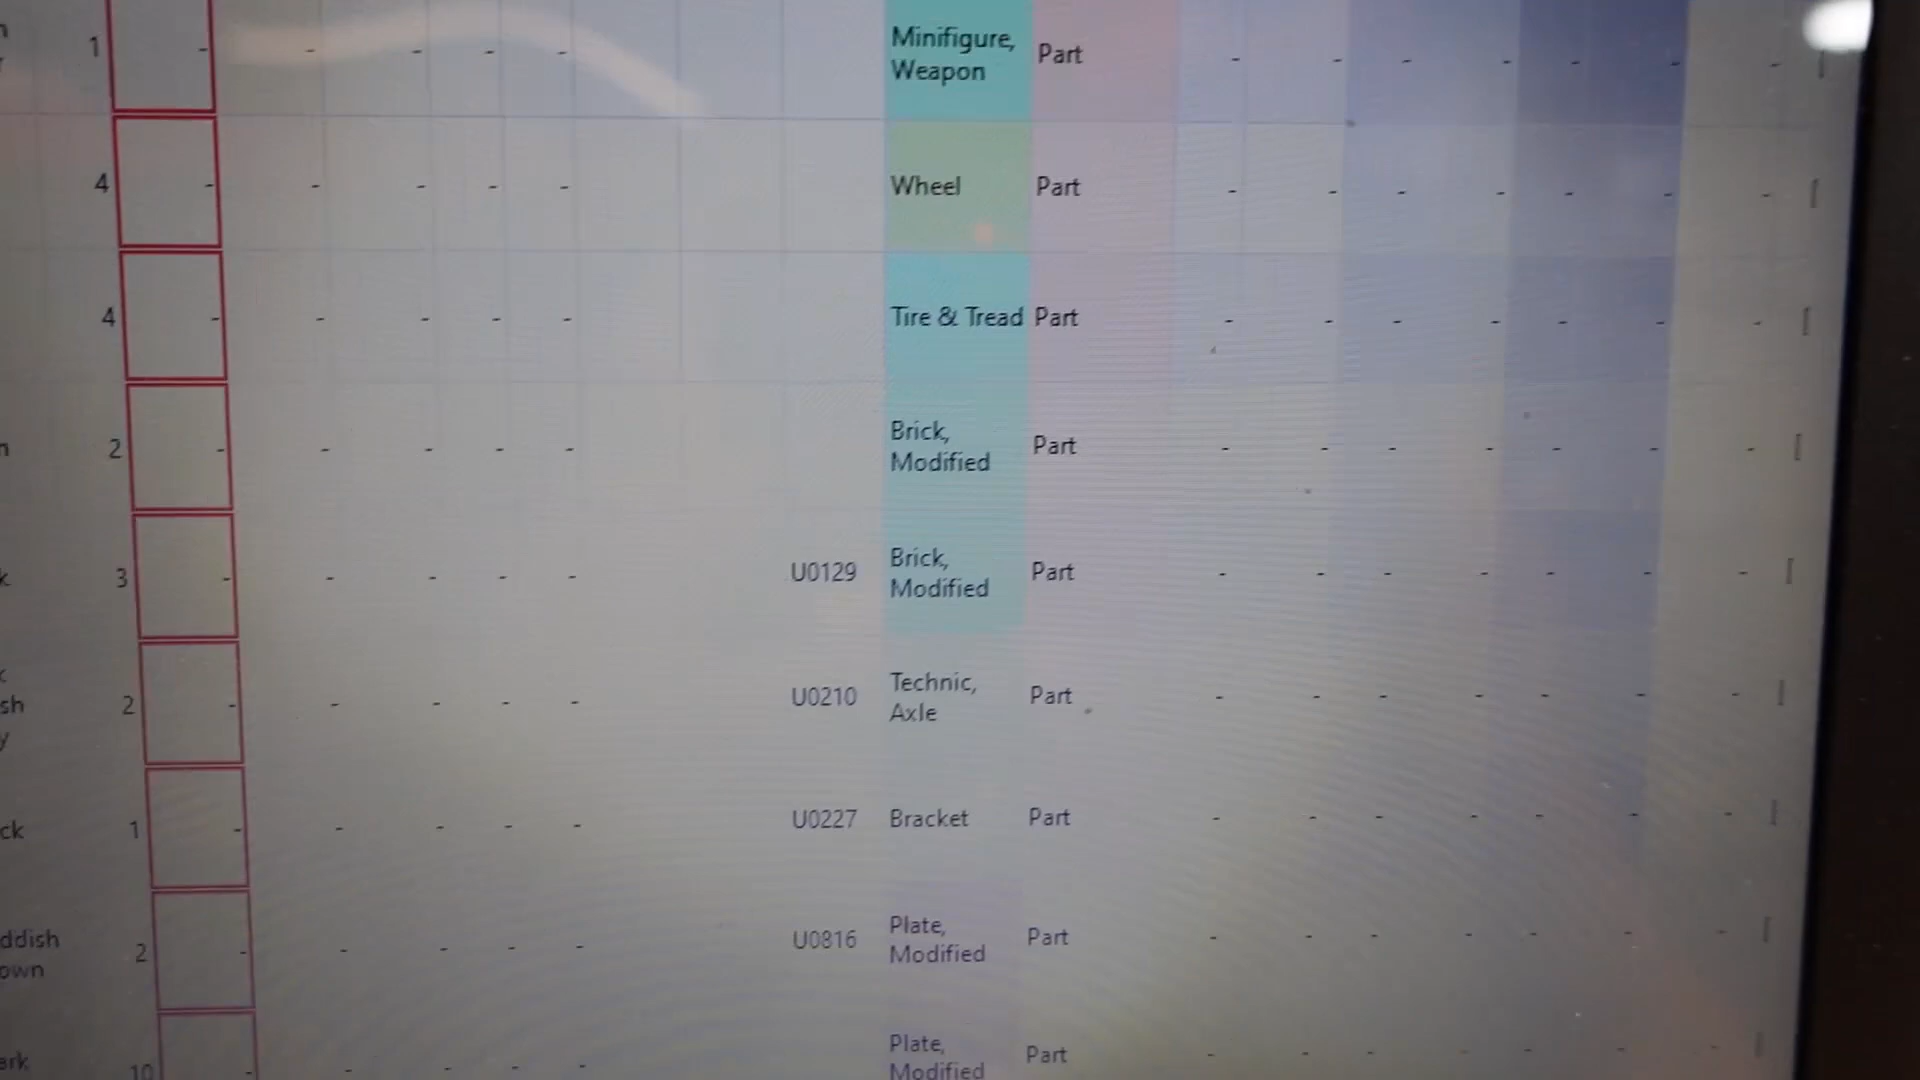 1 - - - - - Minifigure, Weapon Part - - - - - - -
4 - - - - - Wheel Part - - - - - - -
4 - - - - - Tire & Tread Part - - - - - - -
2 - - - - - Brick, Modified Part - - - - - - -
3 - - - - - U0129 Brick, Modified Part - - - - - - -
sh 2 - - - - - U0210 Technic, Axle Part - - - - - - -
ck 1 - - - - - U0227 Bracket Part - - - - - - -
ddish own 2 - - - - - U0816 Plate, Modified Part - - - - - - -
ark 10 - - - - - Plate, Modified Part - - - - - - -